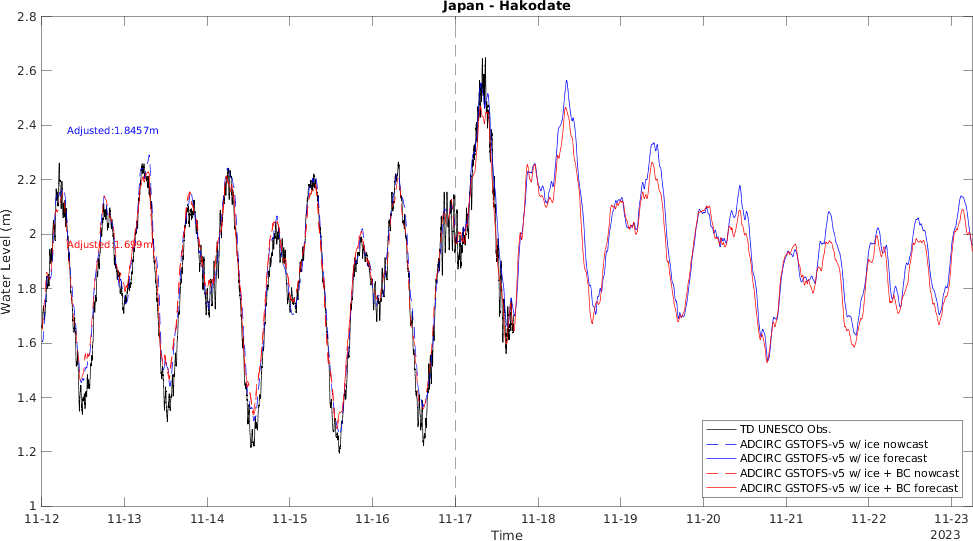 Japan - Hakodate
2.8
2.6
2.4
2.2
2
1.8
1.6
1.4
1.2
1
Water Level (m)
Adjusted:1.8457m
Adjusted:1.699m
TD UNESCO Obs.
ADCIRC GSTOFS-v5 w/ ice nowcast
ADCIRC GSTOFS-v5 w/ ice forecast
ADCIRC GSTOFS-v5 w/ ice + BC nowcast
ADCIRC GSTOFS-v5 w/ ice + BC forecast
11-12 11-13 11-14 11-15 11-16 11-17 11-18 11-19 11-20 11-21 11-22 11-23
2023
Time